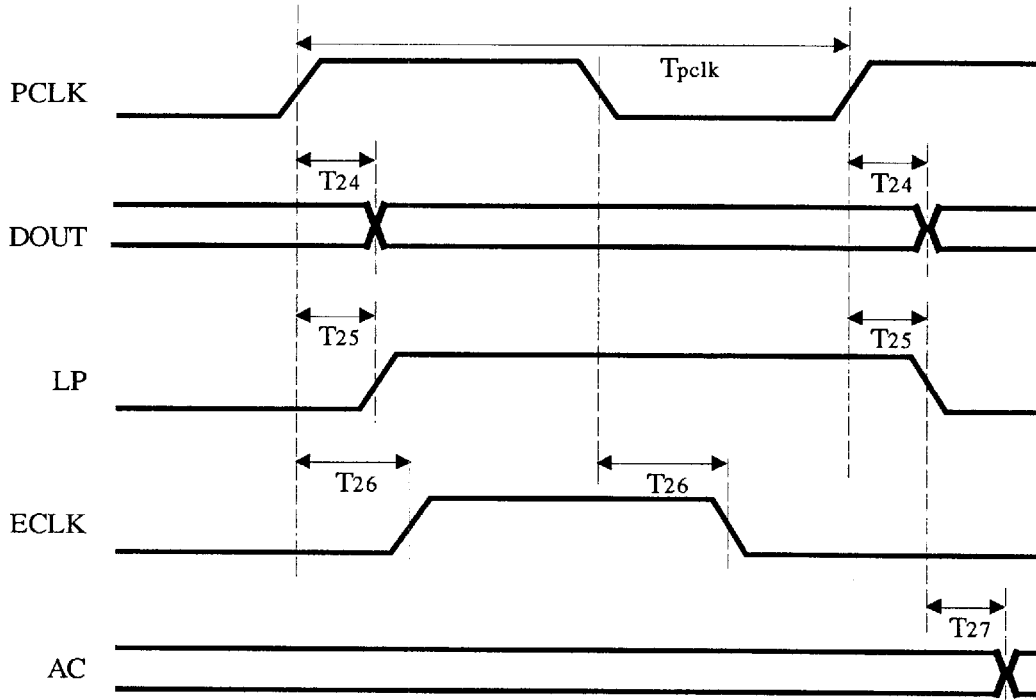 Tpclk
PCLK
T24 T24
DOUT
T25 T25
LP
T26 T26
ECLK
T27
AC